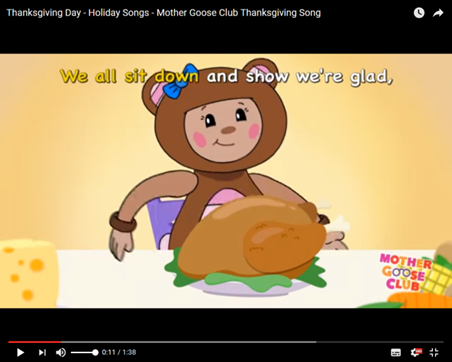 Thanksgiving Day - Holiday Songs - Mother Goose Club Thanksgiving Song
We all sit down and show we're glad,
MOTHER
GOOSE
CLUB
0:11 / 1:38